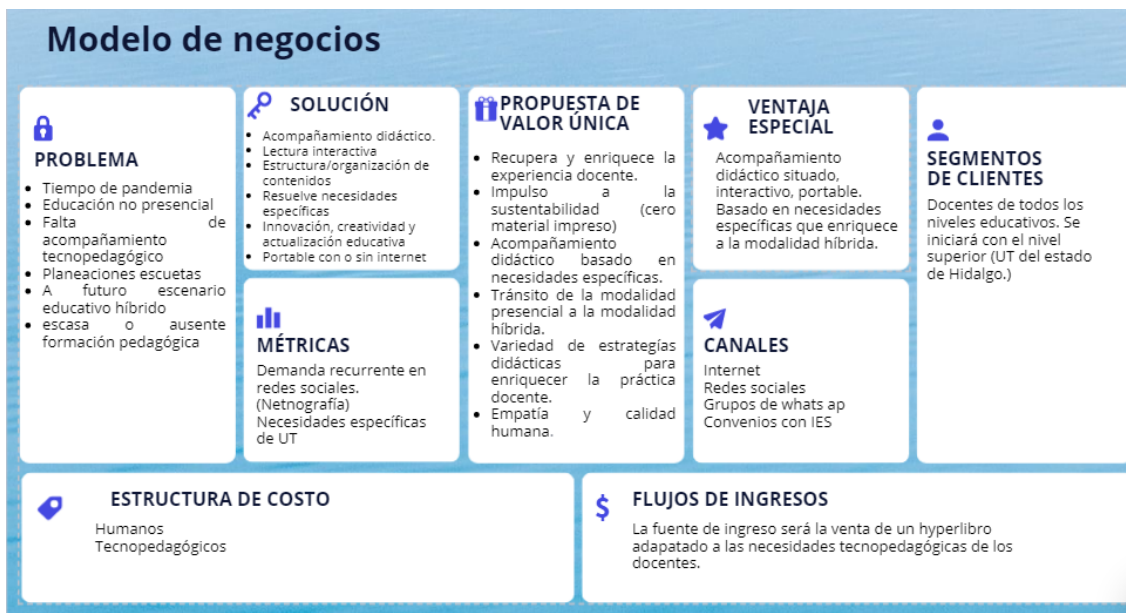 Modelo de negocios
PROBLEMA
• Tiempo de pandemia
• Educación no presencial
• Falta de
acompañamiento
tecnopedagógico
• Planeaciones escuetas
• A futuro escenario
educativo híbrido
• escasa o ausente
formación pedagógica
SOLUCIÓN
• Acompañamiento didáctico.
• Lectura interactiva
• Estructura/organización de
contenidos
• Resuelve necesidades
específicas
• Innovación, creatividad y
actualización educativa
• Portable con o sin internet
MÉTRICAS
Demanda recurrente en
redes sociales.
(Netnografía)
Necesidades específicas
de UT
PROPUESTA DE
VALOR ÚNICA
• Recupera y enriquece la
experiencia docente.
• Impulso a la
sustentabilidad (cero
material impreso)
• Acompañamiento
didáctico basado en
necesidades específicas.
• Tránsito de la modalidad
presencial a la modalidad
híbrida.
• Variedad de estrategías
didácticas para
enriquecer la práctica
docente.
• Empatía y calidad
humana.
VENTAJA
ESPECIAL
Acompañamiento
didáctico situado,
interactivo, portable.
Basado en necesidades
específicas que enriquece
a la modalidad híbrida.
CANALES
Internet
Redes sociales
Grupos de whats ap
Convenios con IES
SEGMENTOS
DE CLIENTES
Docentes de todos los
niveles educativos. Se
iniciará con el nivel
superior (UT del estado
de Hidalgo.)
ESTRUCTURA DE COSTO
Humanos
Tecnopedagógicos
$
FLUJOS DE INGRESOS
La fuente de ingreso será la venta de un hyperlibro
adapatado a las necesidades tecnopedagógicas de los
docentes.